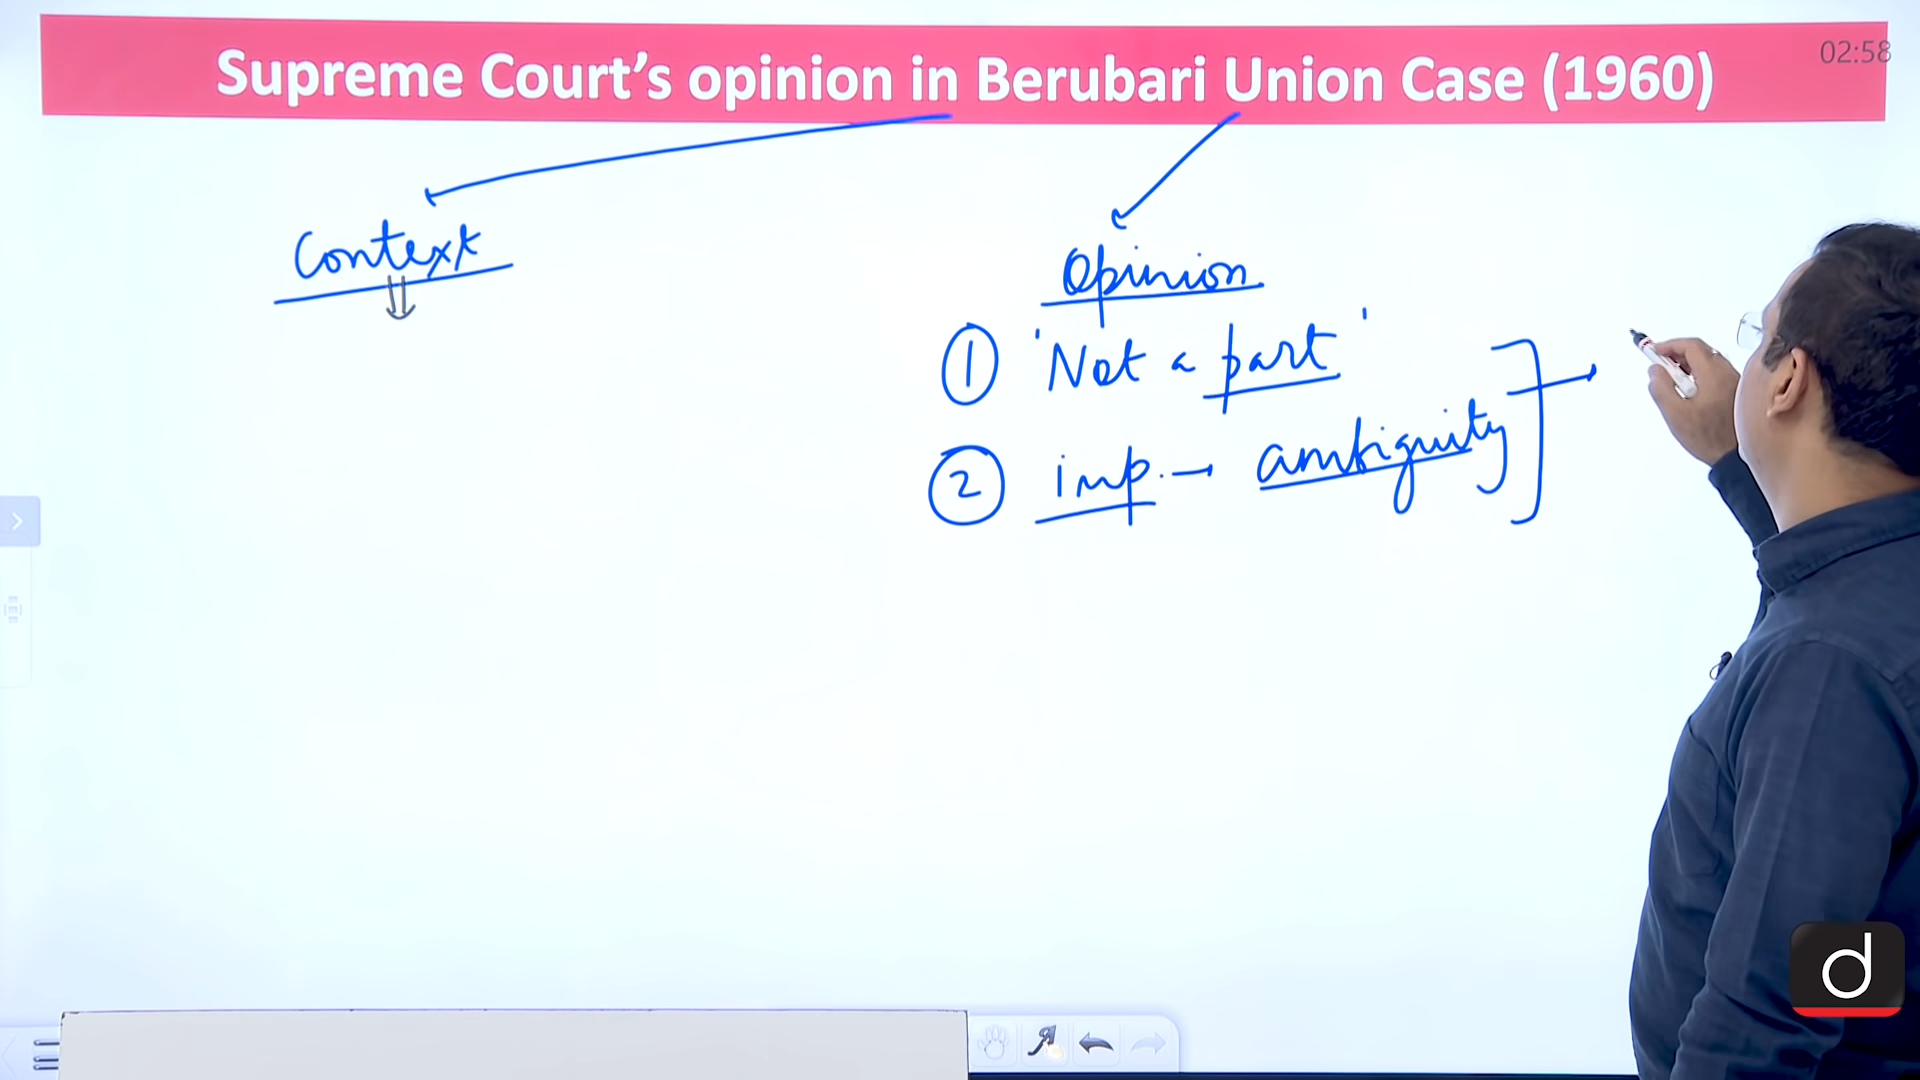 Supreme Court's opinion in Berubari Union Case (1960)
02:58
Context
Opinion
1 'Not a part'
2 imp. → ambiguity
d